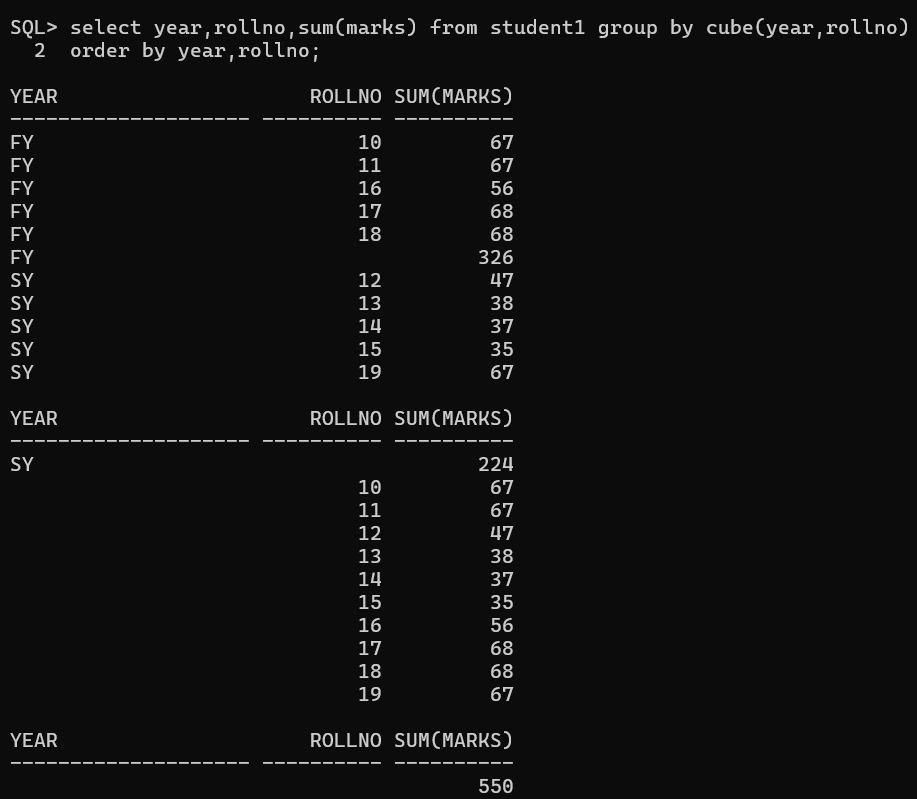 SQL> select year,rollno,sum(marks) from student1 group by cube(year,rollno)
  2  order by year,rollno;

YEAR                     ROLLNO SUM(MARKS)
-------------------- ---------- ----------
FY                           10         67
FY                           11         67
FY                           16         56
FY                           17         68
FY                           18         68
FY                                     326
SY                           12         47
SY                           13         38
SY                           14         37
SY                           15         35
SY                           19         67

YEAR                     ROLLNO SUM(MARKS)
-------------------- ---------- ----------
SY                                     224
                             10         67
                             11         67
                             12         47
                             13         38
                             14         37
                             15         35
                             16         56
                             17         68
                             18         68
                             19         67

YEAR                     ROLLNO SUM(MARKS)
-------------------- ---------- ----------
                                       550